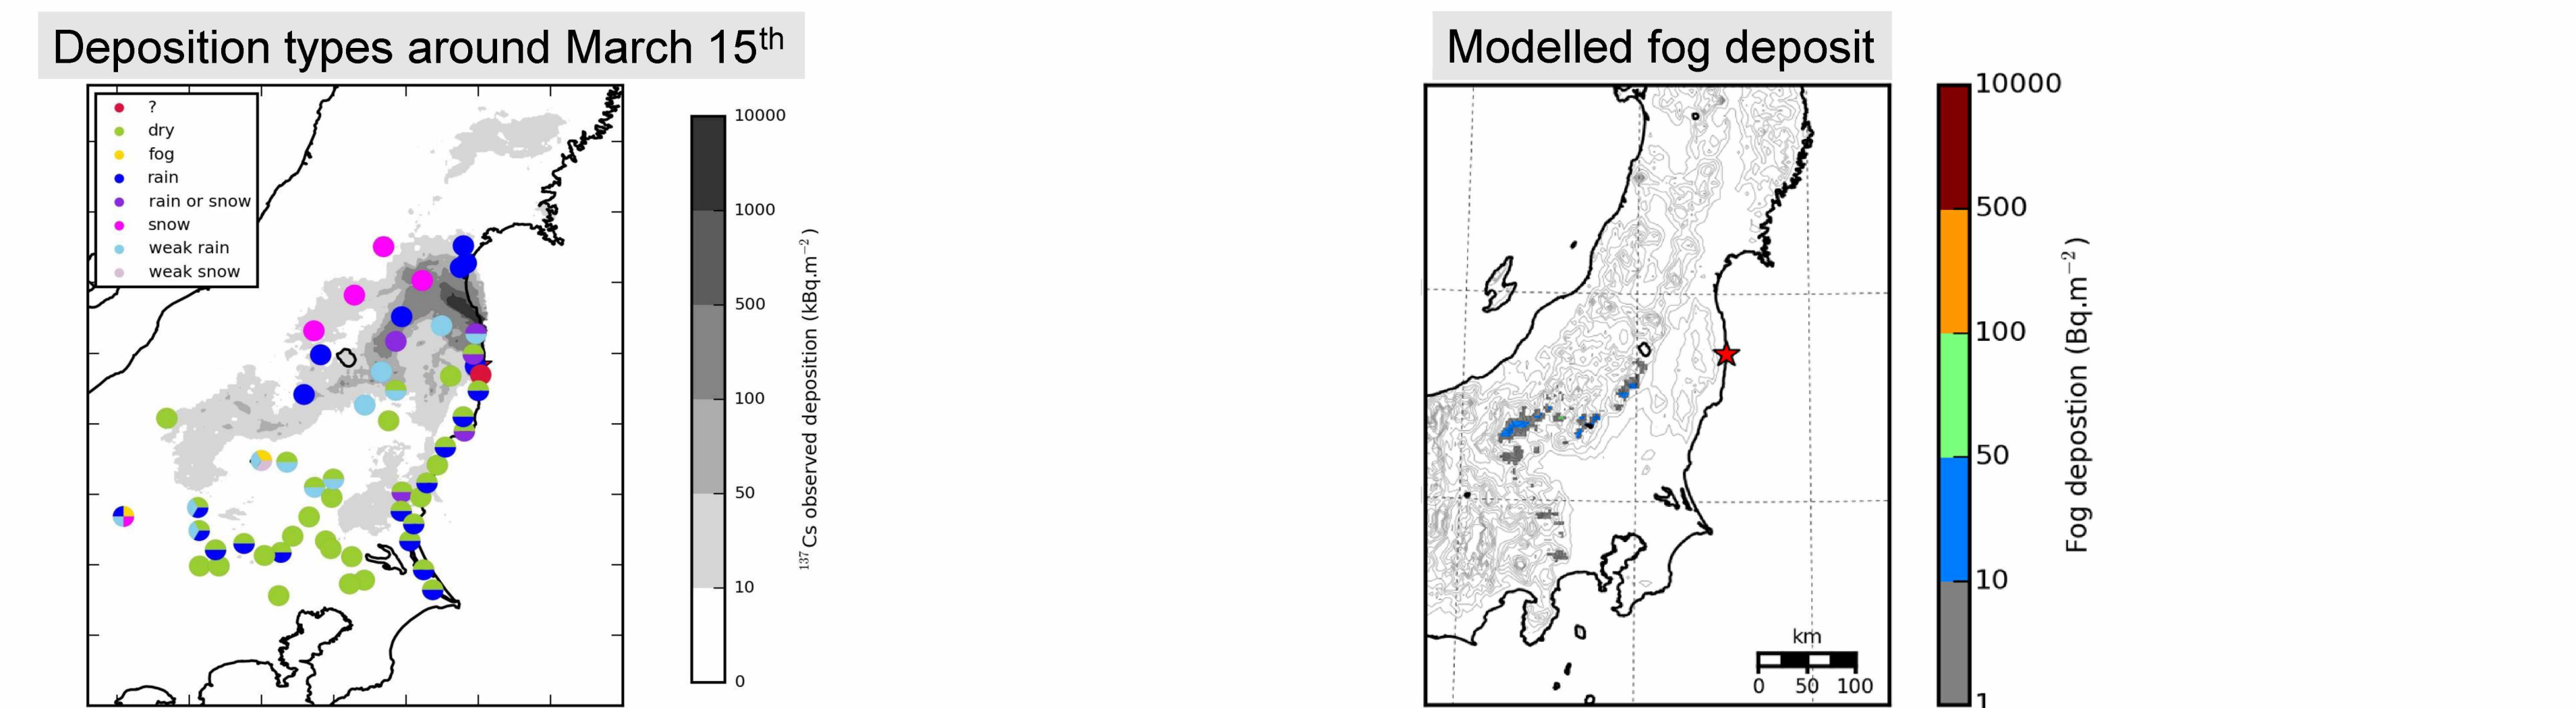 Deposition types around March 15th
?
dry
fog
rain
rain or snow
snow
weak rain
weak snow
10000
1000
500
100
50
10
0
137Cs observed deposition (kBq.m−2)
Modelled fog deposit
km
0 50 100
10000
500
100
50
10
1
Fog depostion (Bq.m−2)